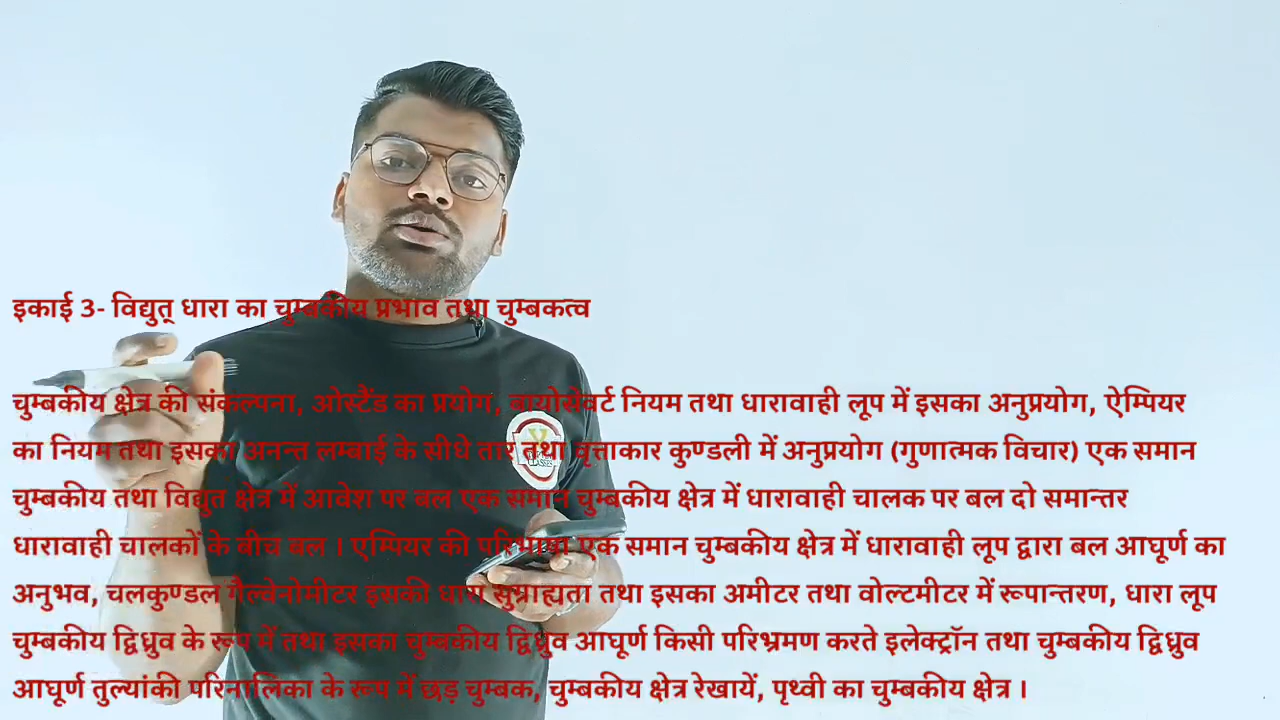 इकाई 3- विद्युत् धारा का चुम्बकीय प्रभाव तथा चुम्बकत्व
चुम्बकीय क्षेत्र की संकल्पना, ओर्स्टेड का प्रयोग, बायोसेवर्ट नियम तथा धारावाही लूप में इसका अनुप्रयोग, ऐम्पियर
का नियम तथा इसका अनन्त लम्बाई के सीधे तार तथा वृत्ताकार कुण्डली में अनुप्रयोग (गुणात्मक विचार) एक समान
चुम्बकीय तथा विद्युत क्षेत्र में आवेश पर बल एक समान चुम्बकीय क्षेत्र में धारावाही चालक पर बल दो समान्तर
धारावाही चालकों के बीच बल । एम्पियर की परिभाषा एक समान चुम्बकीय क्षेत्र में धारावाही लूप द्वारा बल आघूर्ण का
अनुभव, चलकुण्डल गैल्वेनोमीटर इसकी धारा सुग्राह्यता तथा इसका अमीटर तथा वोल्टमीटर में रूपान्तरण, धारा लूप
चुम्बकीय द्विध्रुव के रूप में तथा इसका चुम्बकीय द्विध्रुव आघूर्ण किसी परिभ्रमण करते इलेक्ट्रॉन तथा चुम्बकीय द्विध्रुव
आघूर्ण तुल्यांकी परिनालिका के रूप में छड़ चुम्बक, चुम्बकीय क्षेत्र रेखायें, पृथ्वी का चुम्बकीय क्षेत्र ।